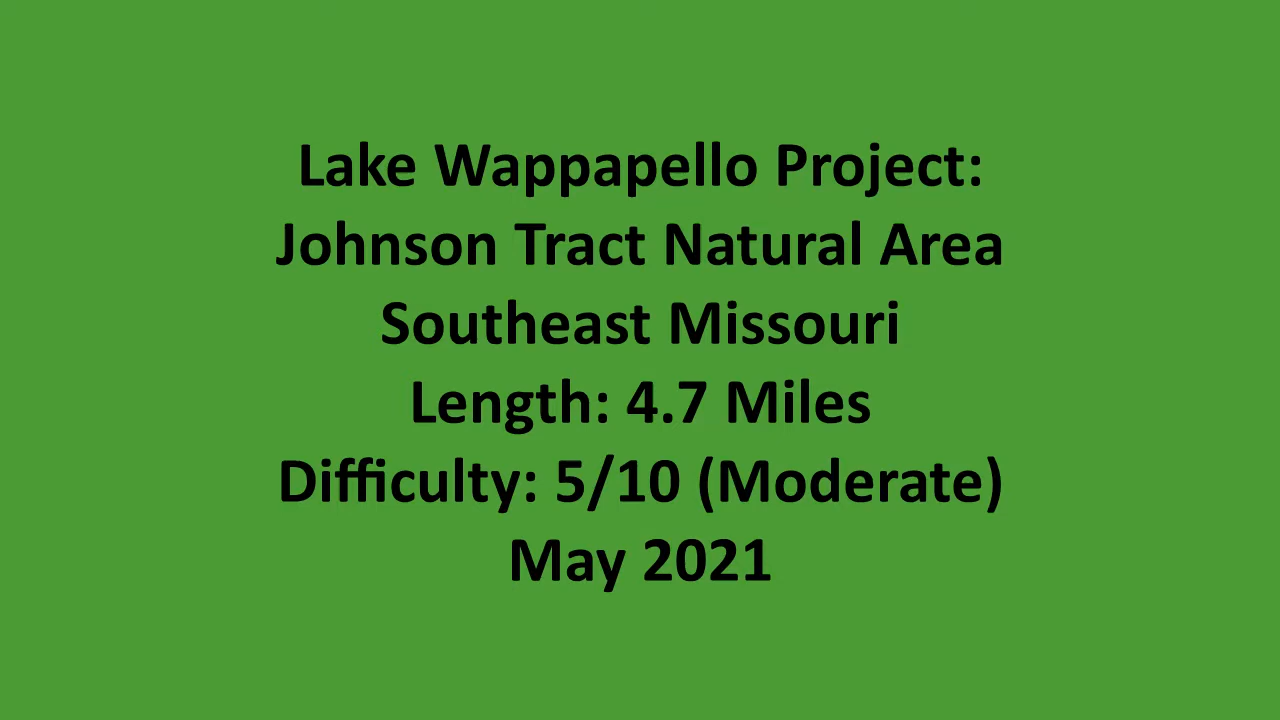 Lake Wappapello Project:
Johnson Tract Natural Area
Southeast Missouri
Length: 4.7 Miles
Difficulty: 5/10 (Moderate)
May 2021